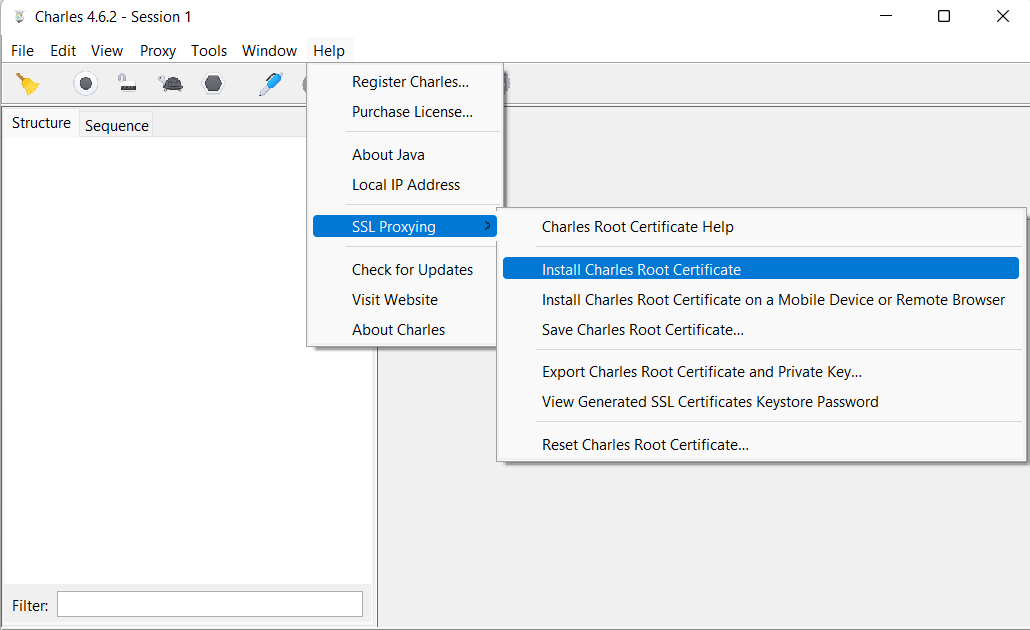 Charles 4.6.2 - Session 1
File Edit View Proxy Tools Window Help
Structure Sequence
Register Charles...
Purchase License...
About Java
Local IP Address
SSL Proxying
Check for Updates
Visit Website
About Charles
Charles Root Certificate Help
Install Charles Root Certificate
Install Charles Root Certificate on a Mobile Device or Remote Browser
Save Charles Root Certificate...
Export Charles Root Certificate and Private Key...
View Generated SSL Certificates Keystore Password
Reset Charles Root Certificate...
Filter: